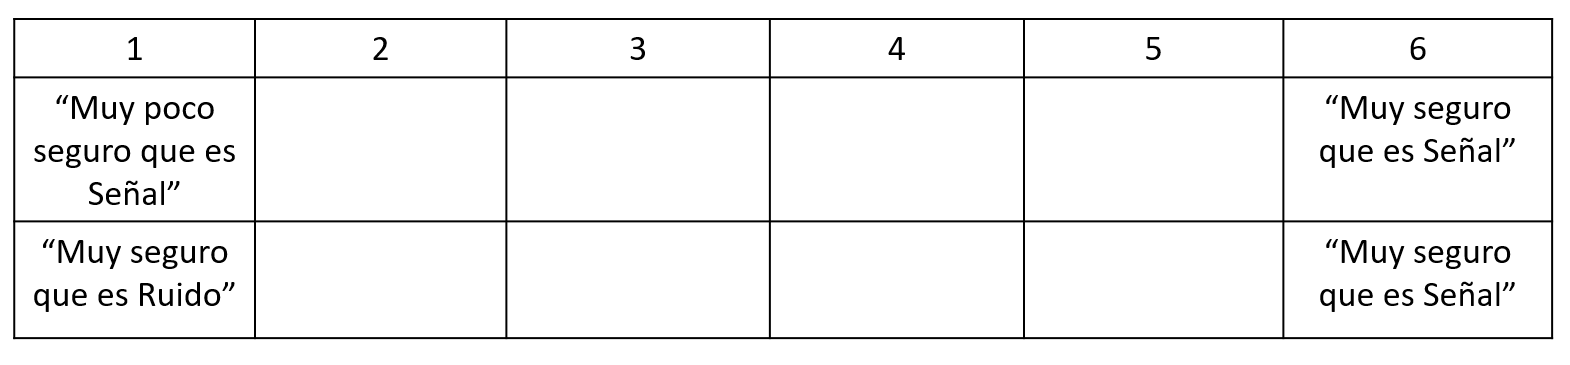 1 2 3 4 5 6
“Muy poco “Muy seguro
seguro que es que es Señal”
Señal”
“Muy seguro “Muy seguro
que es Ruido” que es Señal”